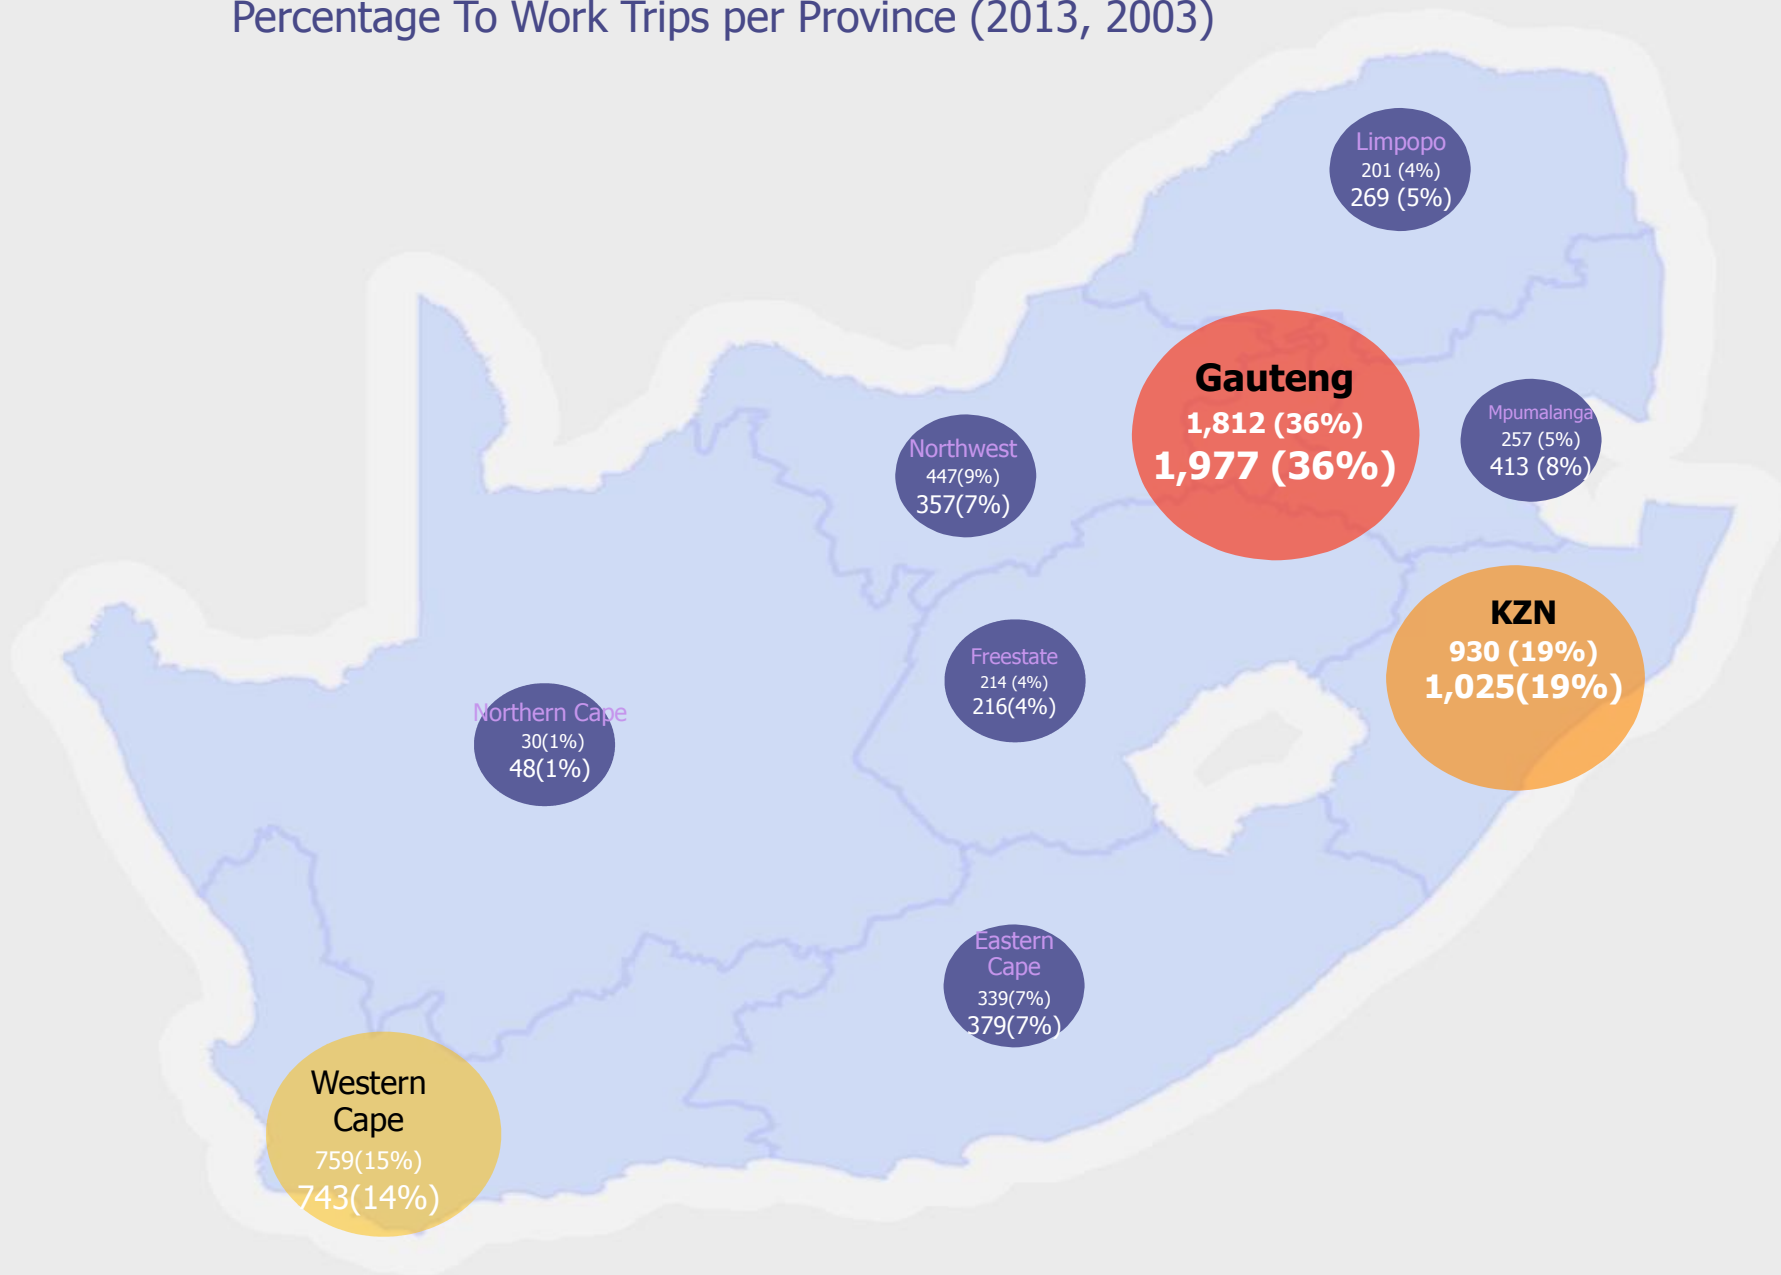 Percentage To Work Trips per Province (2013, 2003)
Limpopo
201 (4%)
269 (5%)
Gauteng
1,812 (36%)
1,977 (36%)
Mpumalanga
257 (5%)
413 (8%)
Northwest
447(9%)
357(7%)
KZN
930 (19%)
1,025(19%)
Freestate
214 (4%)
216(4%)
Northern Cape
30(1%)
48(1%)
Eastern
Cape
339(7%)
379(7%)
Western
Cape
759(15%)
743(14%)